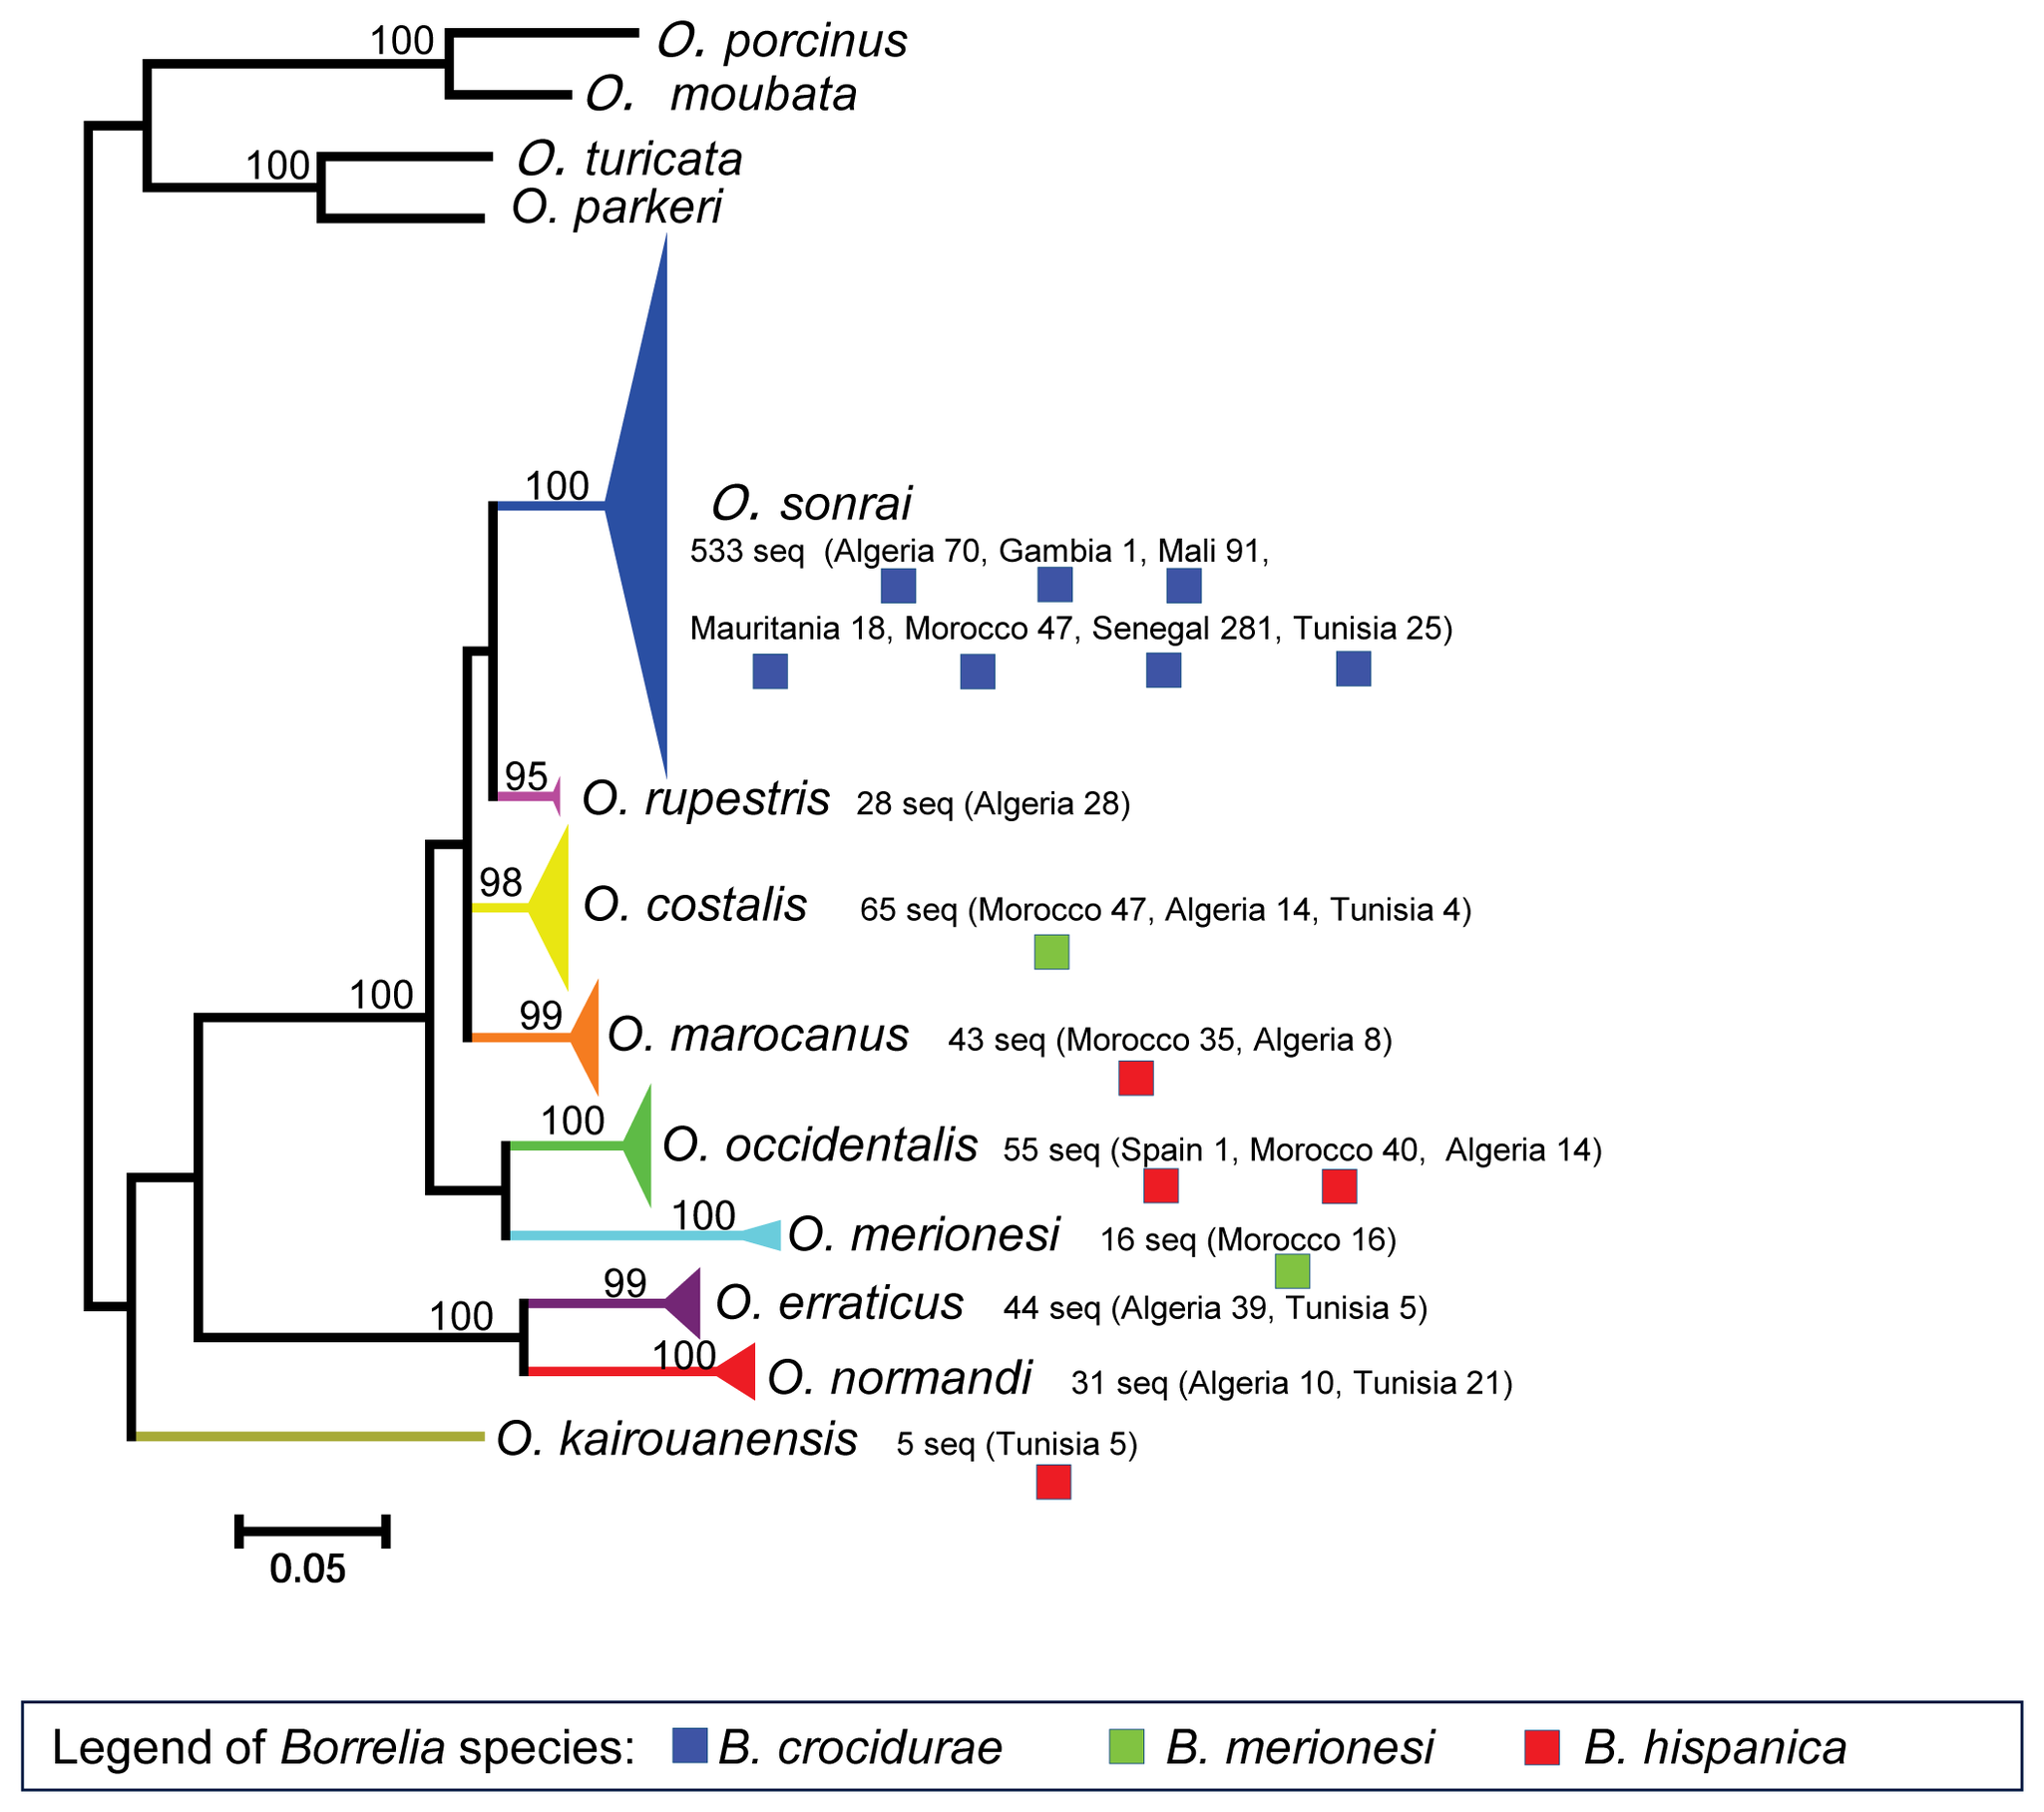 100
O. porcinus
O. moubata
100
O. turicata
O. parkeri
100
O. sonrai
533 seq (Algeria 70, Gambia 1, Mali 91,
Mauritania 18, Morocco 47, Senegal 281, Tunisia 25)
95
O. rupestris 28 seq (Algeria 28)
98
O. costalis 65 seq (Morocco 47, Algeria 14, Tunisia 4)
100
99
O. marocanus 43 seq (Morocco 35, Algeria 8)
100
O. occidentalis 55 seq (Spain 1, Morocco 40, Algeria 14)
100
O. merionesi 16 seq (Morocco 16)
99
O. erraticus 44 seq (Algeria 39, Tunisia 5)
100
100
O. normandi 31 seq (Algeria 10, Tunisia 21)
O. kairouanensis 5 seq (Tunisia 5)
0.05
Legend of Borrelia species: B. crocidurae B. merionesi B. hispanica